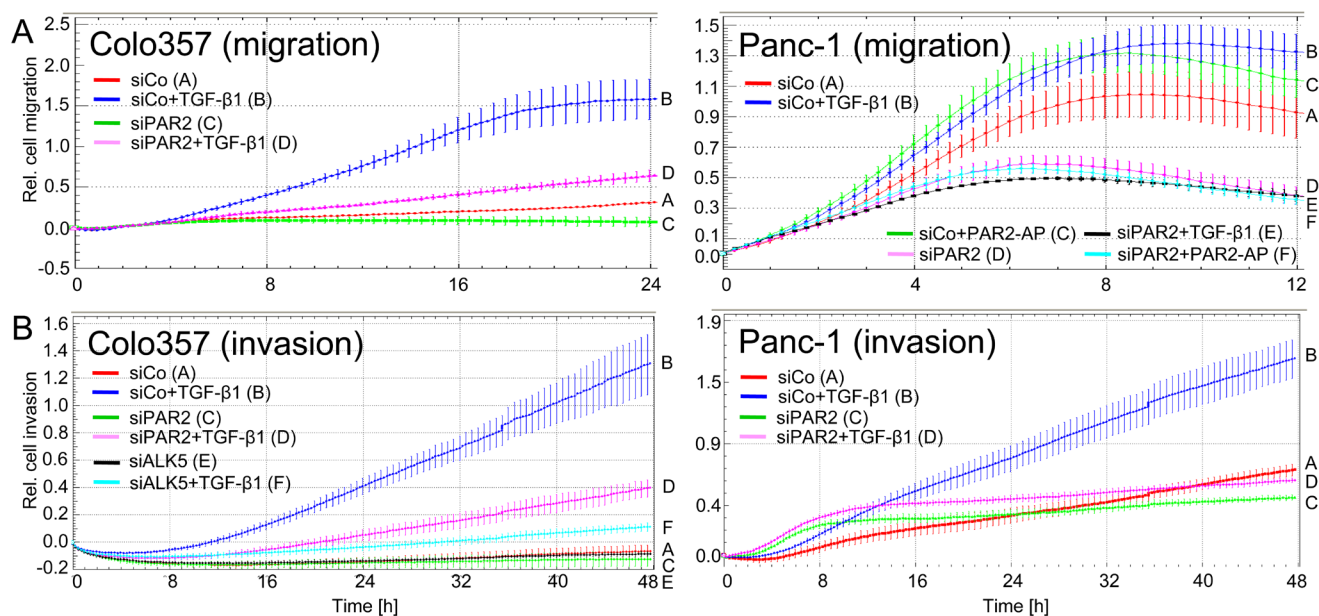 A
Colo357 (migration)
siCo (A)
siCo+TGF-β1 (B)
siPAR2 (C)
siPAR2+TGF-β1 (D)
Rel. cell migration
2.5
2.0
1.5
1.0
0.5
0.0
-0.5
0
8
16
24
B
D
A
C
Panc-1 (migration)
siCo (A)
siCo+TGF-β1 (B)
siCo+PAR2-AP (C)
siPAR2 (D)
siPAR2+TGF-β1 (E)
siPAR2+PAR2-AP (F)
1.5
1.3
1.1
0.9
0.7
0.5
0.4
0.2
0.1
0.0
0
2
4
6
8
10
12
B
C
A
D
E
F
B
Colo357 (invasion)
siCo (A)
siCo+TGF-β1 (B)
siPAR2 (C)
siPAR2+TGF-β1 (D)
siALK5 (E)
siALK5+TGF-β1 (F)
Rel. cell invasion
1.6
1.4
1.2
1.0
0.8
0.6
0.4
0.2
0.0
-0.2
0
8
16
24
32
40
48
Time [h]
B
D
F
A
C
E
Panc-1 (invasion)
siCo (A)
siCo+TGF-β1 (B)
siPAR2 (C)
siPAR2+TGF-β1 (D)
1.9
1.5
0.9
0.4
0.0
0
8
16
24
32
40
48
Time [h]
B
A
D
C